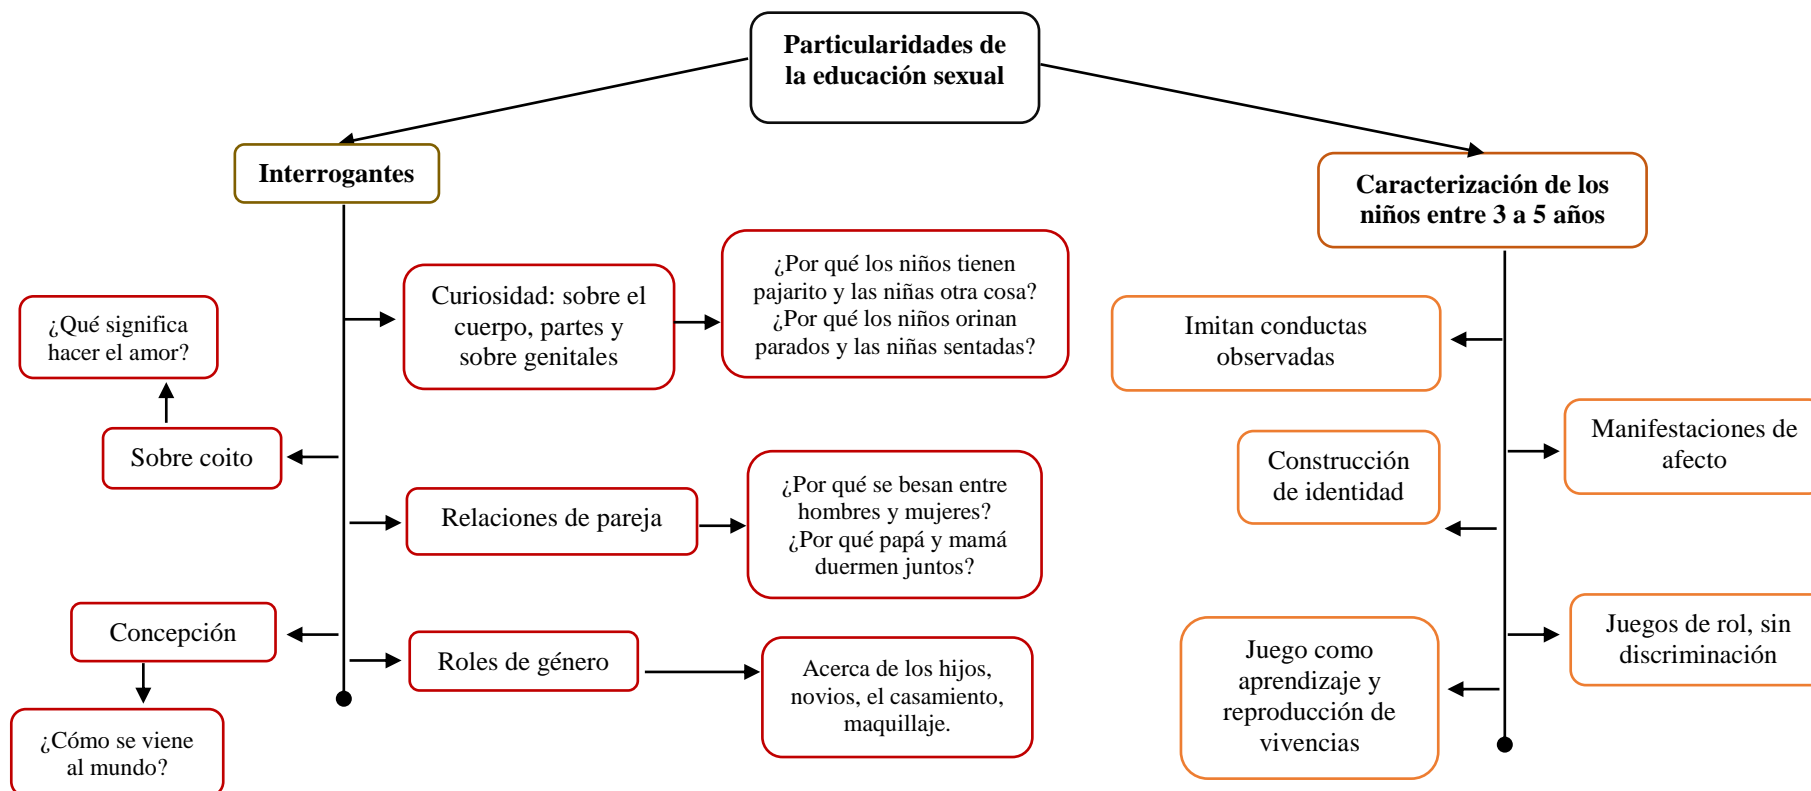 Particularidades de
la educación sexual
Interrogantes
Caracterización de los
niños entre 3 a 5 años
Curiosidad: sobre el
cuerpo, partes y
sobre genitales
¿Por qué los niños tienen
pajarito y las niñas otra cosa?
¿Por qué los niños orinan
parados y las niñas sentadas?
¿Qué significa
hacer el amor?
Sobre coito
Relaciones de pareja
¿Por qué se besan entre
hombres y mujeres?
¿Por qué papá y mamá
duermen juntos?
Concepción
¿Cómo se viene
al mundo?
Roles de género
Acerca de los hijos,
novios, el casamiento,
maquillaje.
Imitan conductas
observadas
Manifestaciones de
afecto
Construcción
de identidad
Juegos de rol, sin
discriminación
Juego como
aprendizaje y
reproducción de
vivencias